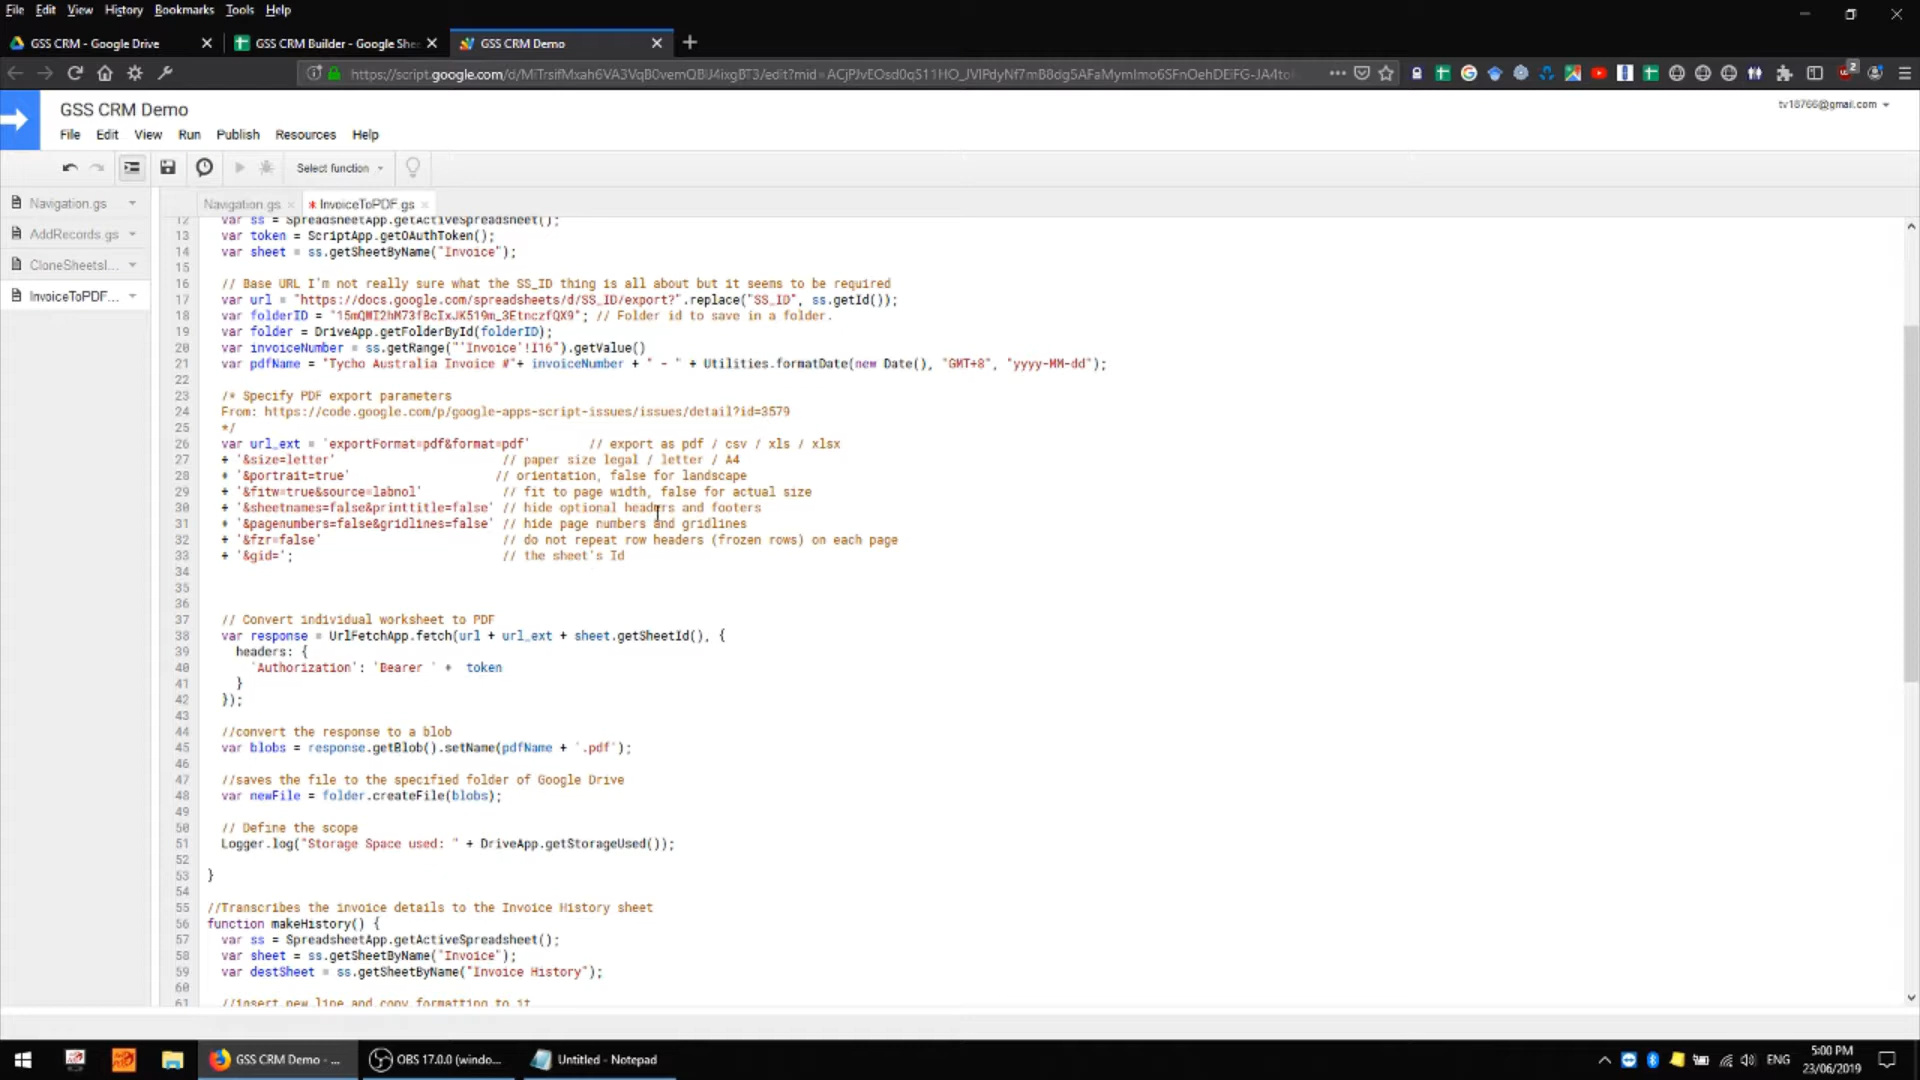 File Edit View History Bookmarks Tools Help
GSS CRM - Google Drive
GSS CRM Builder - Google She
GSS CRM Demo
GSS CRM Demo
tv18766@gmail.com
File Edit View Run Publish Resources Help
Select function
Navigation.gs
AddRecords.gs
CloneSheetsI...
InvoiceToPDF...
Navigation.gs
* InvoiceToPDF.gs
12 var ss = SpreadsheetApp.getActiveSpreadsheet();
13 var token = ScriptApp.getOAuthToken();
14 var sheet = ss.getSheetByName("Invoice");
15
16 // Base URL I'm not really sure what the SS_ID thing is all about but it seems to be required
17 var url = "https://docs.google.com/spreadsheets/d/SS_ID/export?".replace("SS_ID", ss.getId());
18 var folderID = // Folder id to save in a folder.
19 var folder = DriveApp.getFolderById(folderID);
20 var invoiceNumber = ss.getRange("'Invoice'!I16").getValue()
21 var pdfName = "Tycho Australia Invoice #"+ invoiceNumber + " - " + Utilities.formatDate(new Date(), "GMT+8", "yyyy-MM-dd");
22
23 /* Specify PDF export parameters
24 From: https://code.google.com/p/google-apps-script-issues/issues/detail?id=3579
25 */
26 var url_ext = 'exportFormat=pdf&format=pdf' // export as pdf / csv / xls / xlsx
27 + '&size=letter' // paper size legal / letter / A4
28 + '&portrait=true' // orientation, false for landscape
29 + '&fitw=true&source=labnol' // fit to page width, false for actual size
30 + '&sheetnames=false&printtitle=false' // hide optional headers and footers
31 + '&pagenumbers=false&gridlines=false' // hide page numbers and gridlines
32 + '&fzr=false' // do not repeat row headers (frozen rows) on each page
33 + '&gid='; // the sheet's Id
34
35
36
37 // Convert individual worksheet to PDF
38 var response = UrlFetchApp.fetch(url + url_ext + sheet.getSheetId(), {
39 headers: {
40 'Authorization': 'Bearer ' + token
41 }
42 });
43
44 //convert the response to a blob
45 var blobs = response.getBlob().setName(pdfName + '.pdf');
46
47 //saves the file to the specified folder of Google Drive
48 var newFile = folder.createFile(blobs);
49
50 // Define the scope
51 Logger.log("Storage Space used: " + DriveApp.getStorageUsed());
52
53 }
54
55 //Transcribes the invoice details to the Invoice History sheet
56 function makeHistory() {
57 var ss = SpreadsheetApp.getActiveSpreadsheet();
58 var sheet = ss.getSheetByName("Invoice");
59 var destSheet = ss.getSheetByName("Invoice History");
60
61 //insert new line and copy formatting to it
GSS CRM Demo - ...
OBS 17.0.0 (windo...
Untitled - Notepad
ENG
5:00 PM
23/06/2019